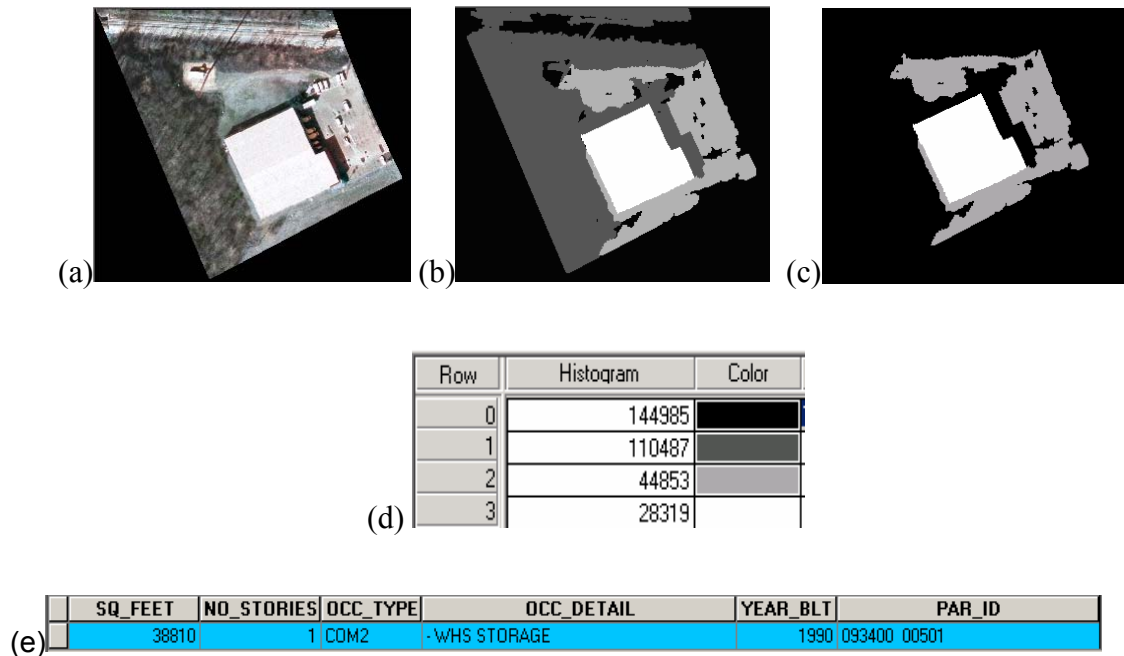 (a) (b) (c)
Row Histogram Color
0 144985
1 110487
2 44853
(d) 3 28319
SQ_FEET NO_STORIES OCC_TYPE OCC_DETAIL YEAR_BLT PAR_ID
(e) 38810 1 COM2 - WHS STORAGE 1990 093400 00501